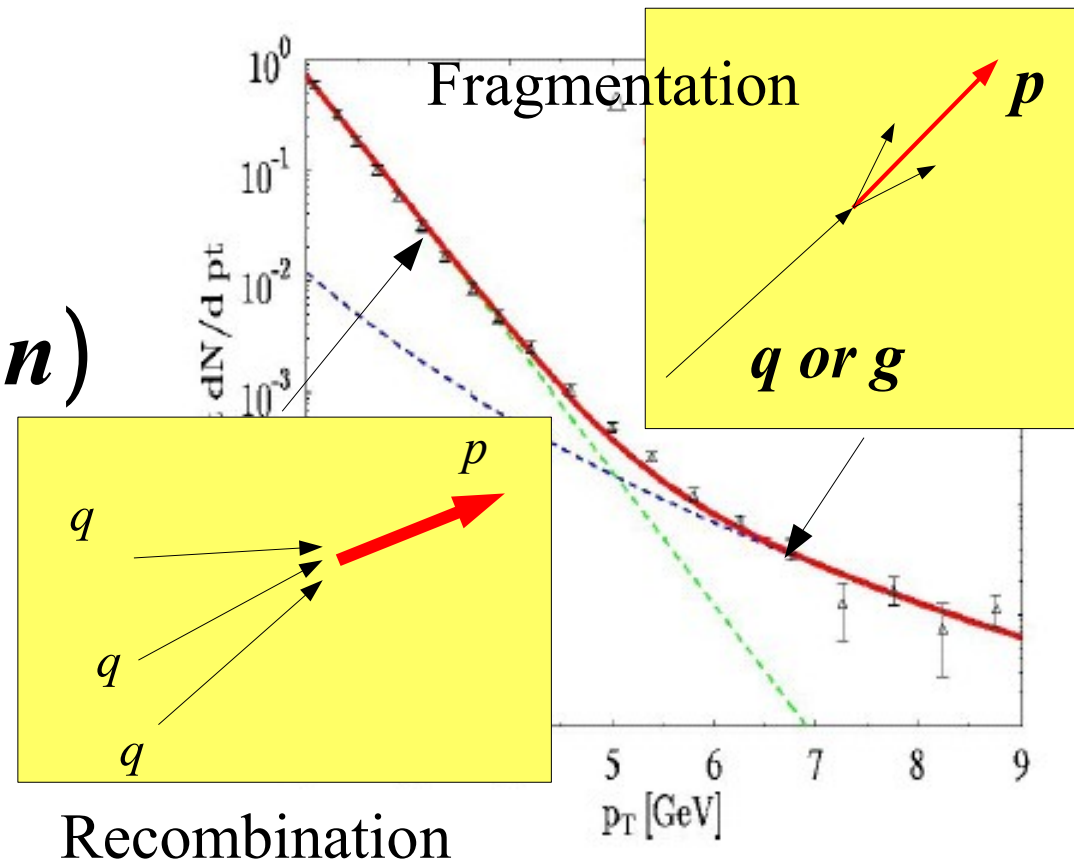 Fragmentation
p
q or g
10^0
10^-1
10^-2
10^-3
dN/d pt
n)
p
q
q
q
5 6 7 8 9
p_T [GeV]
Recombination